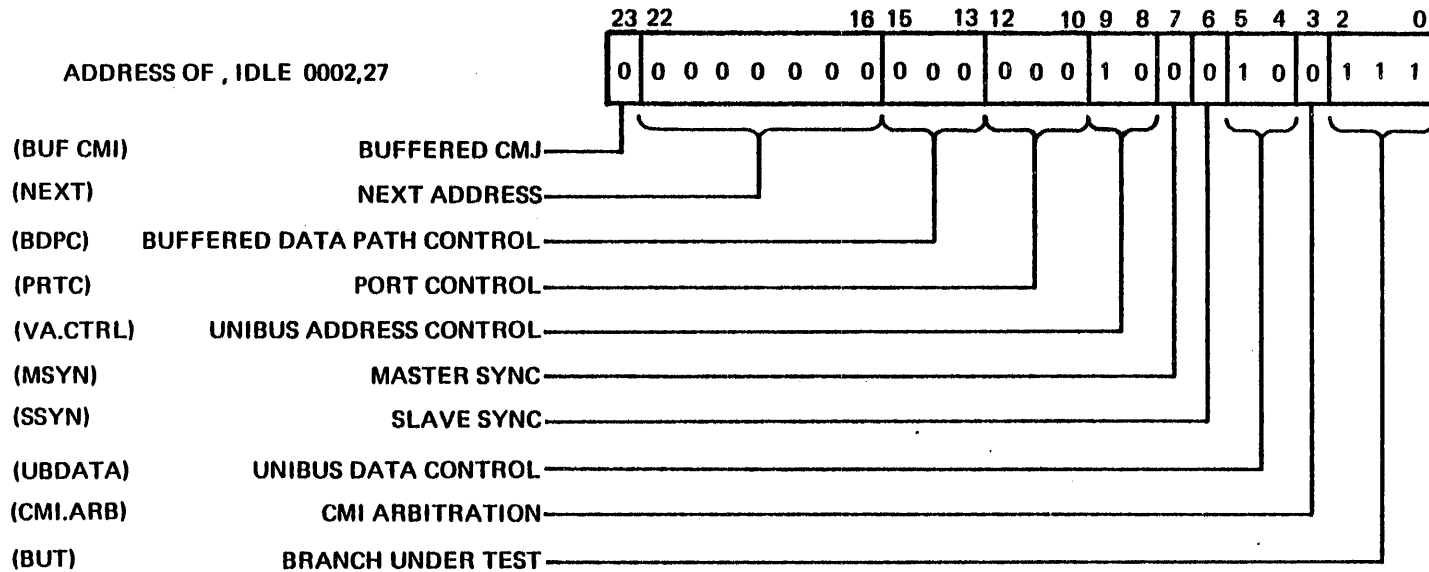 23 22 16 15 13 12 10 9 8 7 6 5 4 3 2 0
ADDRESS OF , IDLE 0002,27 0 0 0 0 0 0 0 0 0 0 0 0 0 0 1 0 0 0 1 0 0 1 1 1
(BUF CMI) BUFFERED CMJ
(NEXT) NEXT ADDRESS
(BDPC) BUFFERED DATA PATH CONTROL
(PRTC) PORT CONTROL
(VA.CTRL) UNIBUS ADDRESS CONTROL
(MSYN) MASTER SYNC
(SSYN) SLAVE SYNC
(UBDATA) UNIBUS DATA CONTROL
(CMI.ARB) CMI ARBITRATION
(BUT) BRANCH UNDER TEST